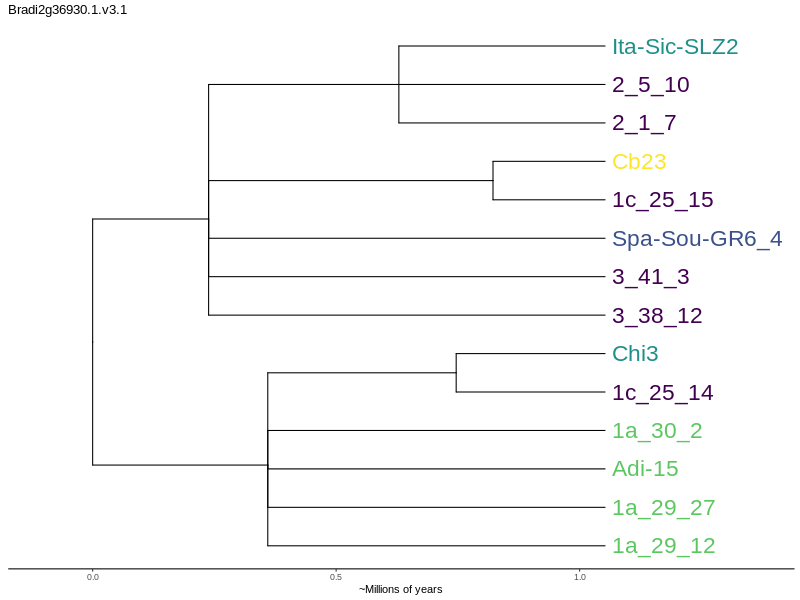 Bradi2g36930.1.v3.1
Ita-Sic-SLZ2
2_5_10
2_1_7
Cb23
1c_25_15
Spa-Sou-GR6_4
3_41_3
3_38_12
Chi3
1c_25_14
1a_30_2
Adi-15
1a_29_27
1a_29_12
0.0 0.5 1.0
~Millions of years